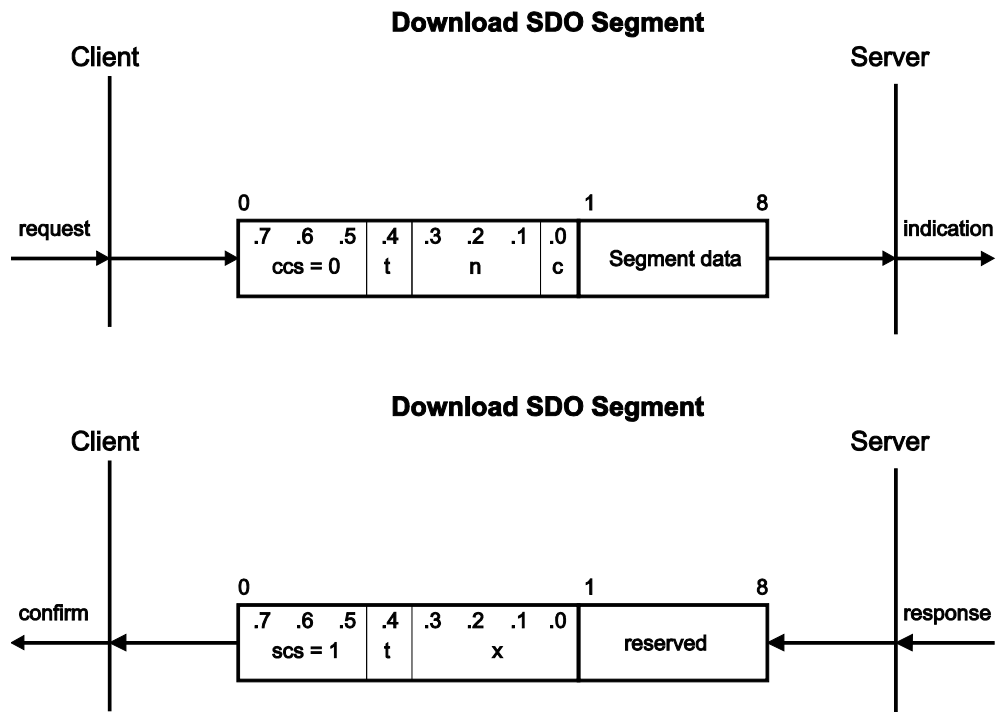 Download SDO Segment
Client Server
0 1 8
request .7 .6 .5 .4 .3 .2 .1 .0 indication
ccs = 0 t n c Segment data
Download SDO Segment
Client Server
0 1 8
confirm .7 .6 .5 .4 .3 .2 .1 .0 response
scs = 1 t x reserved